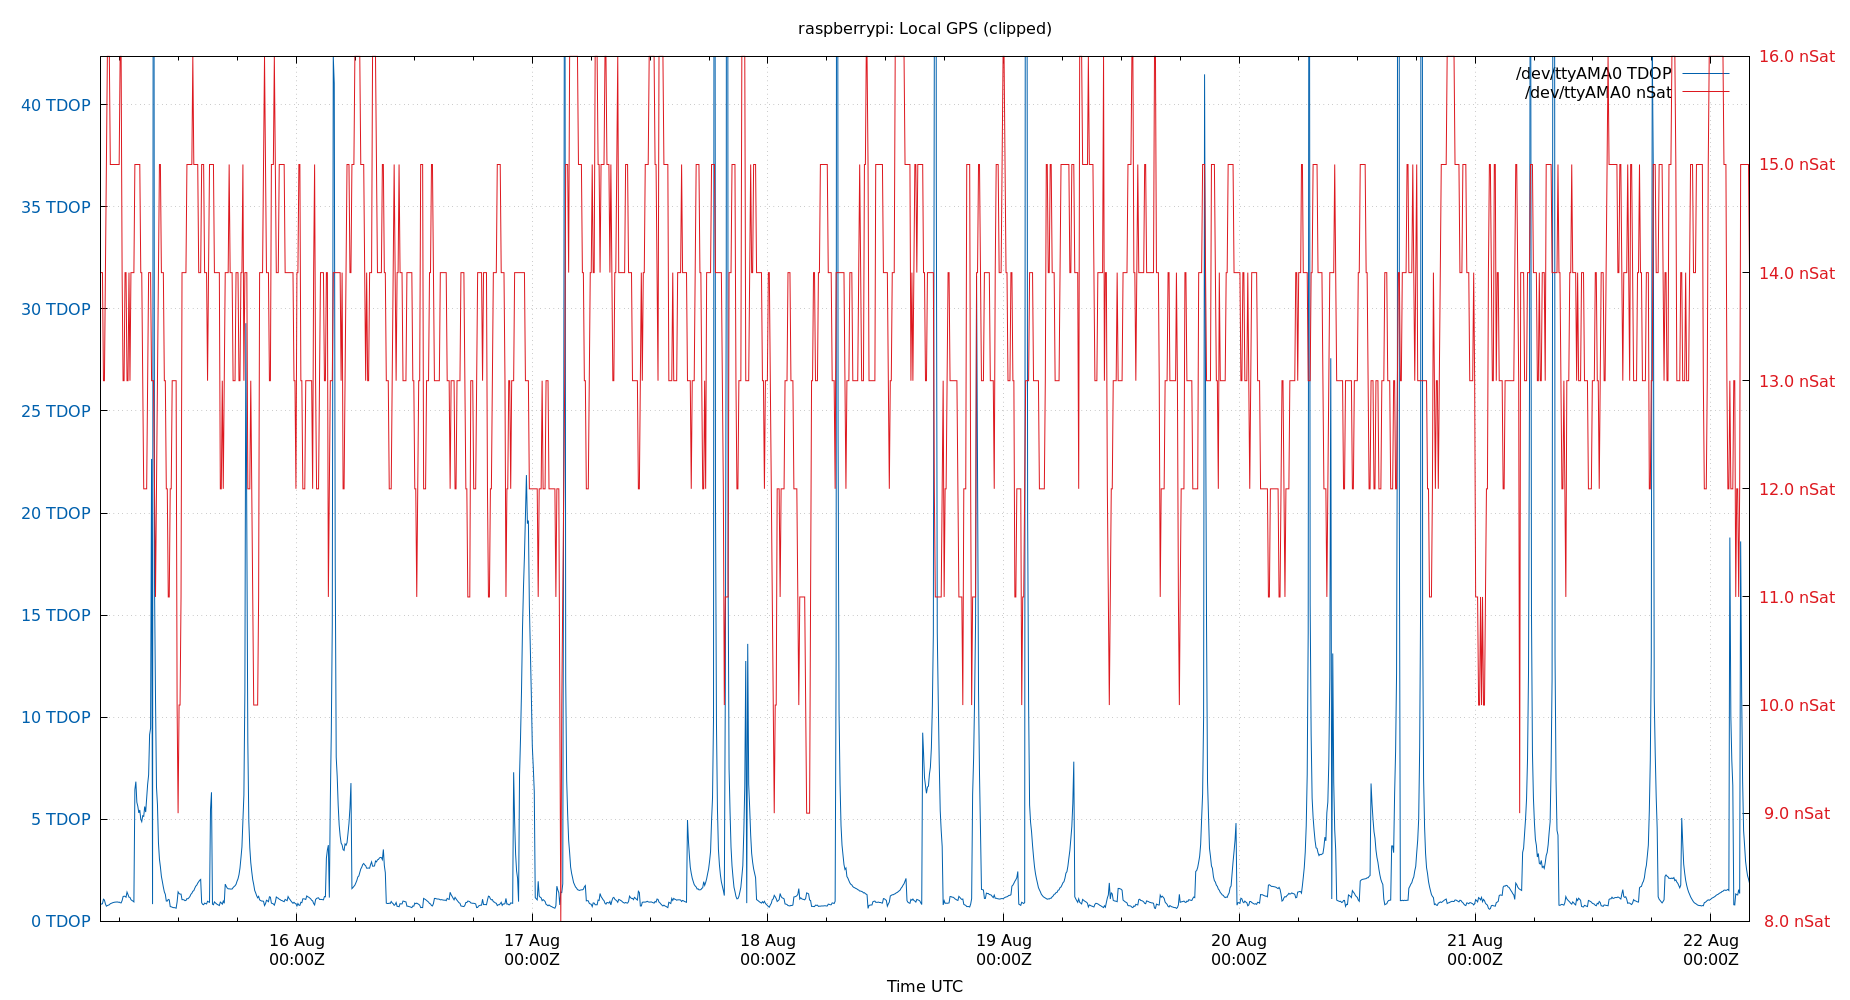 raspberrypi: Local GPS (clipped)
/dev/ttyAMA0 TDOP
/dev/ttyAMA0 nSat
40 TDOP
35 TDOP
30 TDOP
25 TDOP
20 TDOP
15 TDOP
10 TDOP
5 TDOP
0 TDOP
16.0 nSat
15.0 nSat
14.0 nSat
13.0 nSat
12.0 nSat
11.0 nSat
10.0 nSat
9.0 nSat
8.0 nSat
16 Aug
00:00Z
17 Aug
00:00Z
18 Aug
00:00Z
19 Aug
00:00Z
20 Aug
00:00Z
21 Aug
00:00Z
22 Aug
00:00Z
Time UTC